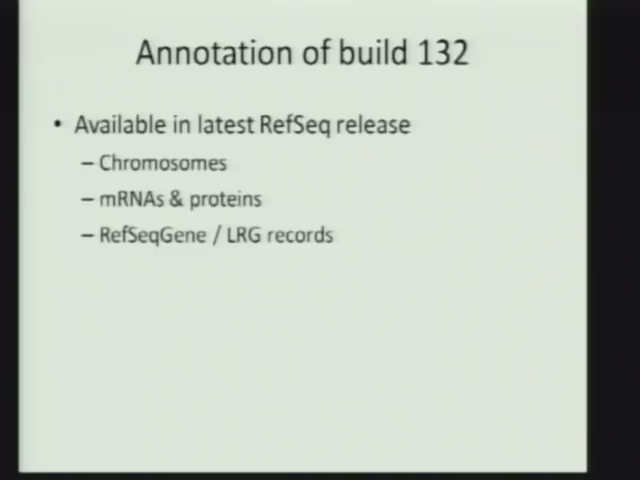 Annotation of build 132
• Available in latest RefSeq release
– Chromosomes
– mRNAs & proteins
– RefSeqGene / LRG records